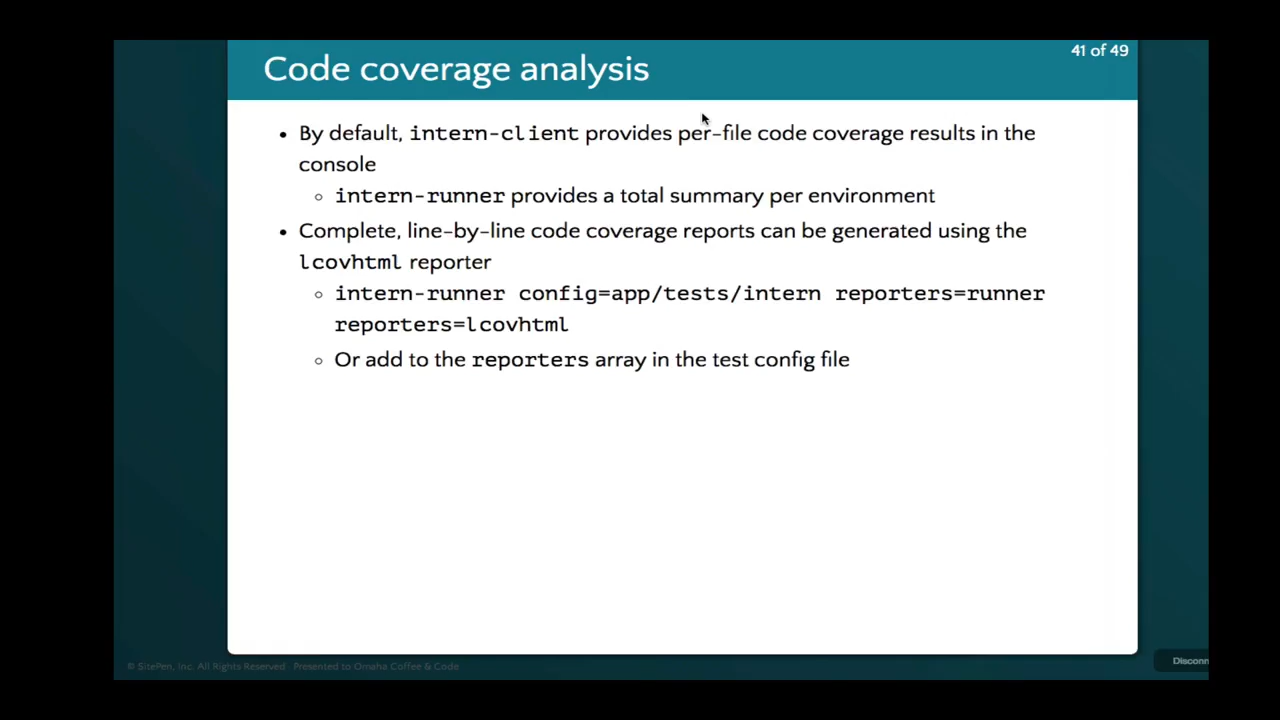 41 of 49
Code coverage analysis
• By default, intern-client provides per-file code coverage results in the
console
◦ intern-runner provides a total summary per environment
• Complete, line-by-line code coverage reports can be generated using the
lcovhtml reporter
◦ intern-runner config=app/tests/intern reporters=runner
reporters=lcovhtml
◦ Or add to the reporters array in the test config file
© SitePen, Inc. All Rights Reserved  Presented to Omaha Coffee & Code
Disconn